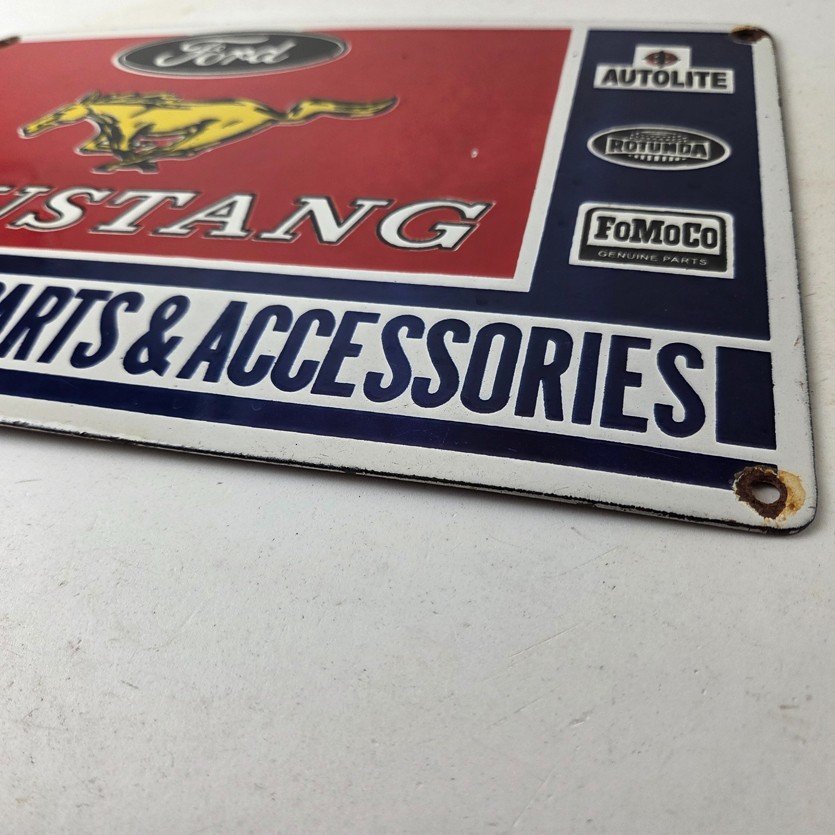 Ford
USTANG
ARTS & ACCESSORIES
AUTOLITE
ROTUNDA
FoMoCo
GENUINE PARTS